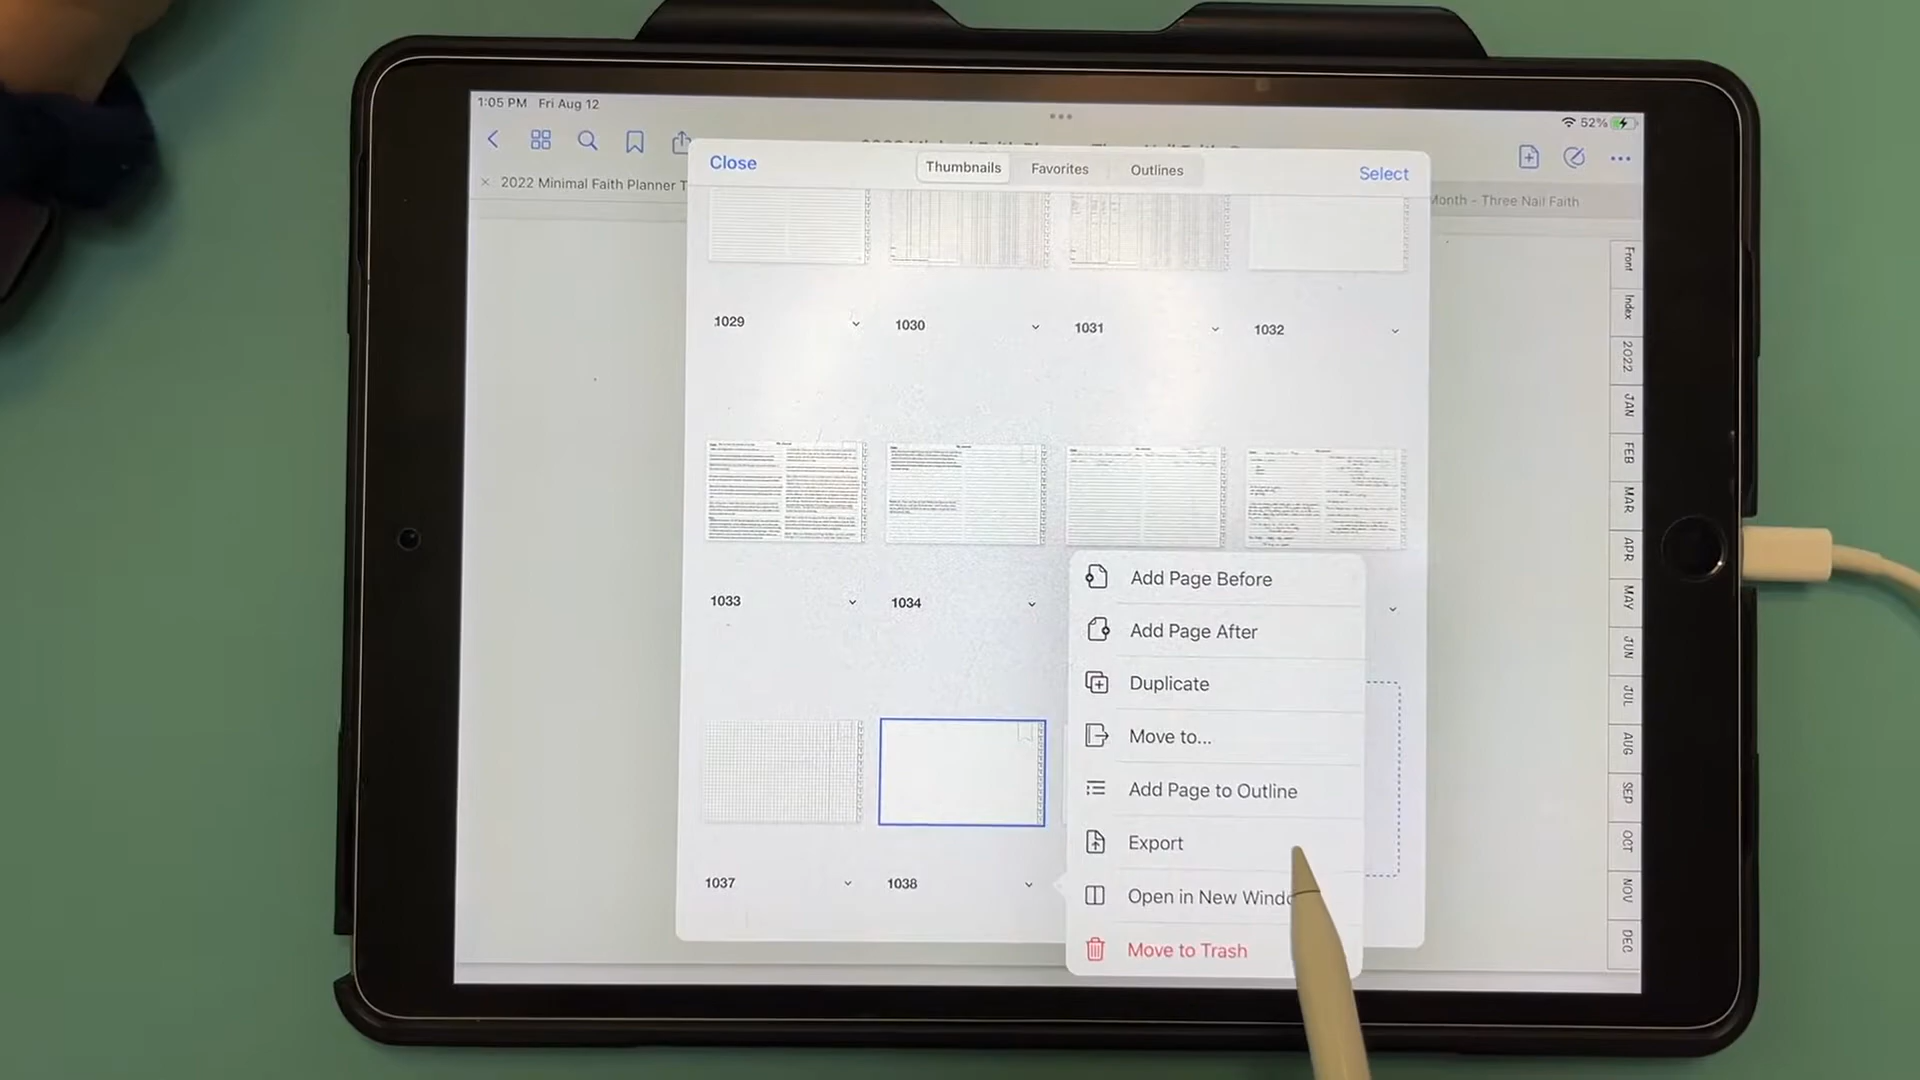 1:05 PM Fri Aug 12
52%
Close
Thumbnails
Favorites
Outlines
Select
2022 Minimal Faith Planner T
Month - Three Nail Faith
1029
1030
1031
1032
1033
1034
1037
1038
Add Page Before
Add Page After
Duplicate
Move to...
Add Page to Outline
Export
Open in New Windo
Move to Trash
Front
Index
2022
JAN
FEB
MAR
APR
MAY
JUN
JUL
AUG
SEP
OCT
NOV
DEC